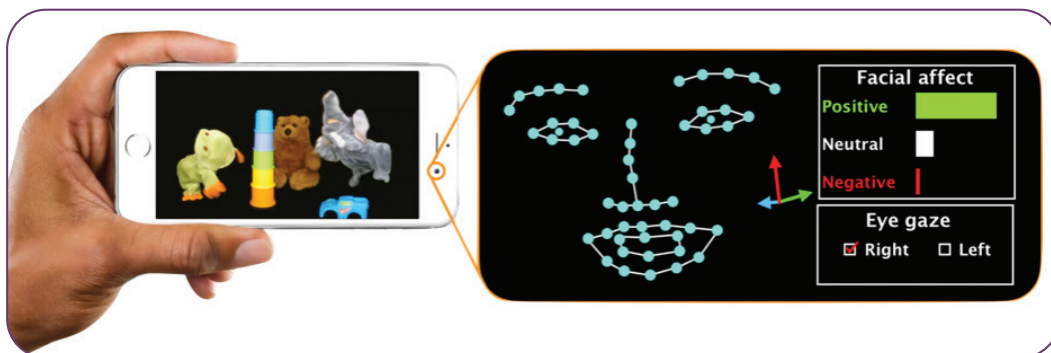 Facial affect
Positive
Neutral
Negative
Eye gaze
Right
Left